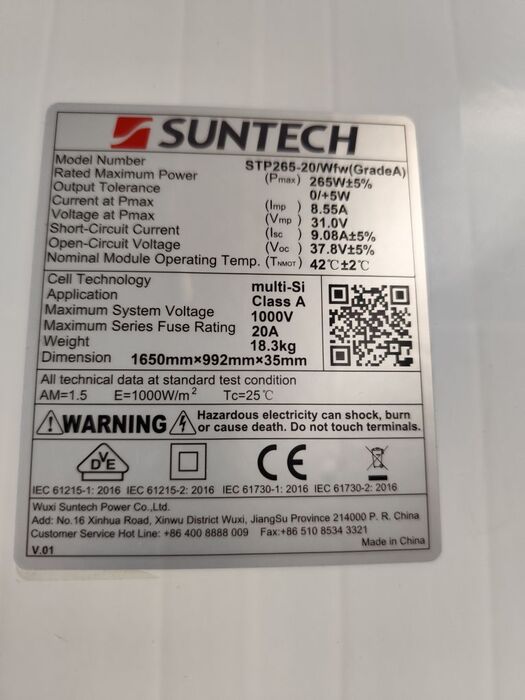 SUNTECH
Model Number STP265-20/Wfw(GradeA)
Rated Maximum Power (Pmax) 265W±5%
Output Tolerance 0/+5W
Current at Pmax (Imp) 8.55A
Voltage at Pmax (Vmp) 31.0V
Short-Circuit Current (Isc) 9.08A±5%
Open-Circuit Voltage (Voc) 37.8V±5%
Nominal Module Operating Temp. (TNMOT) 42℃±2℃
Cell Technology multi-Si
Application Class A
Maximum System Voltage 1000V
Maximum Series Fuse Rating 20A
Weight 18.3kg
Dimension 1650mm×992mm×35mm
All technical data at standard test condition
AM=1.5 E=1000W/m² Tc=25℃
WARNING Hazardous electricity can shock, burn
or cause death. Do not touch terminals.
DVE CE
IEC 61215-1: 2016 IEC 61215-2: 2016 IEC 61730-1: 2016 IEC 61730-2: 2016
Wuxi Suntech Power Co.,Ltd.
Add: No.16 Xinhua Road, Xinwu District Wuxi, JiangSu Province 214000 P. R. China
Customer Service Hot Line: +86 400 8888 009 Fax:+86 510 8534 3321
Made in China
V.01